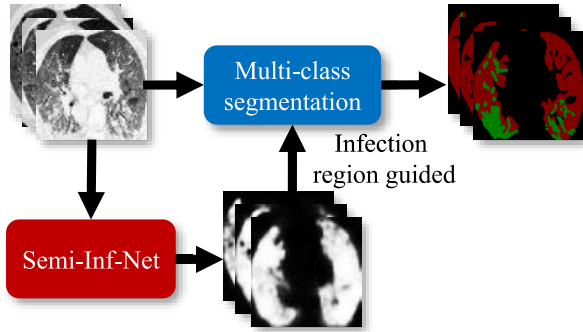 Multi-class
segmentation
Infection
region guided
Semi-Inf-Net